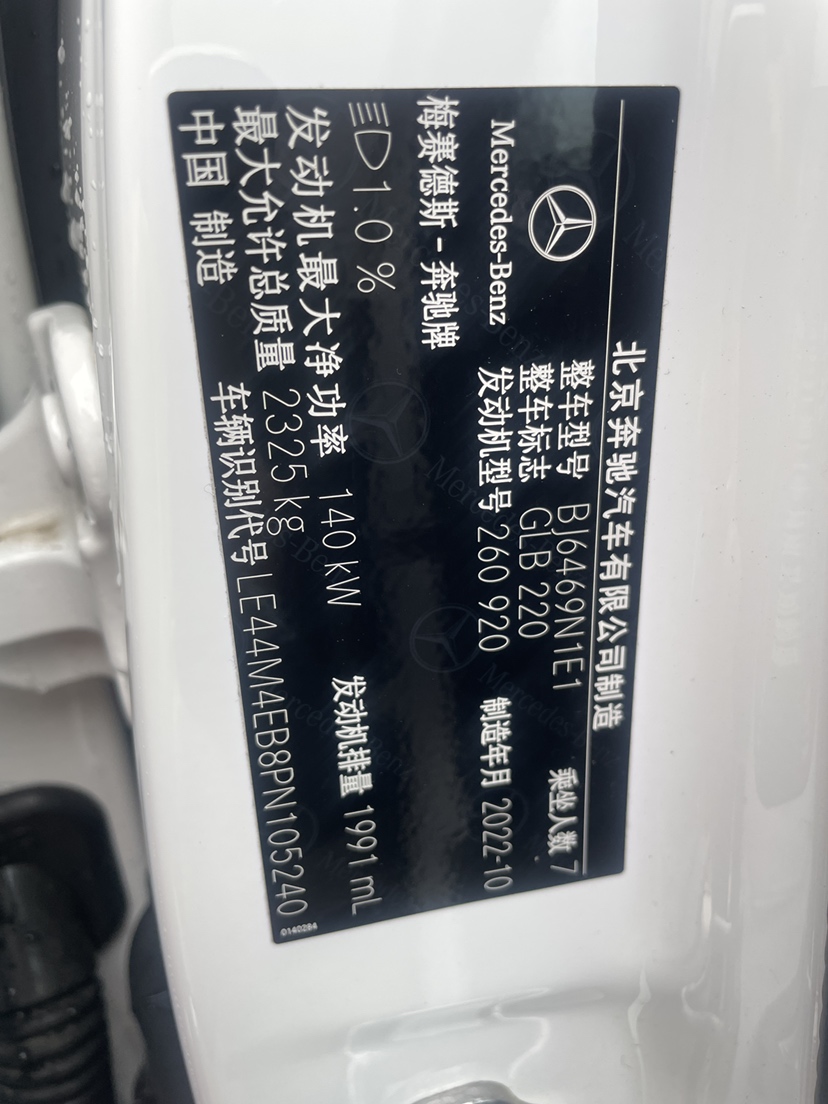 北京奔驰汽车有限公司制造
整车型号 BJ6469N1E1 乘坐人数 7
整车标志 GLB 220
Mercedes-Benz 发动机型号 260 920 制造年月 2022-10
梅赛德斯-奔驰牌
1.0 %
发动机最大净功率 140 kW 发动机排量 1991 mL
最大允许总质量 2325 kg
中国 制造 车辆识别代号 LE44M4EB8PN105240
0140284